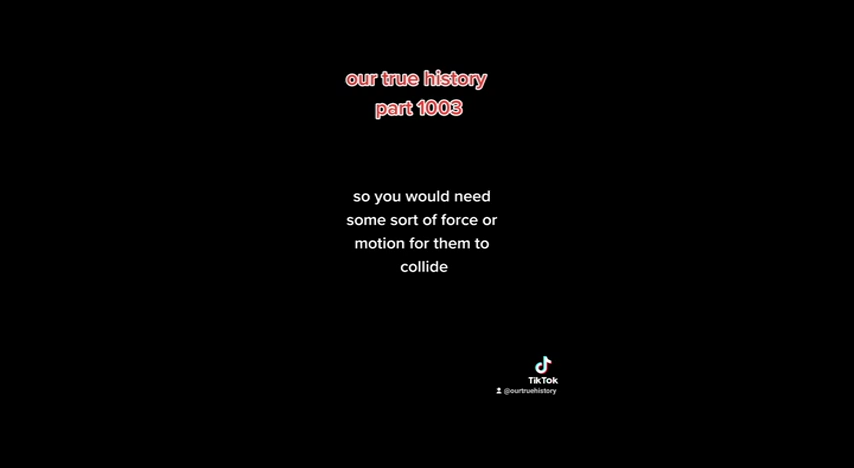 our true history
part 1003
so you would need
some sort of force or
motion for them to
collide
TikTok
@ourtruehistory